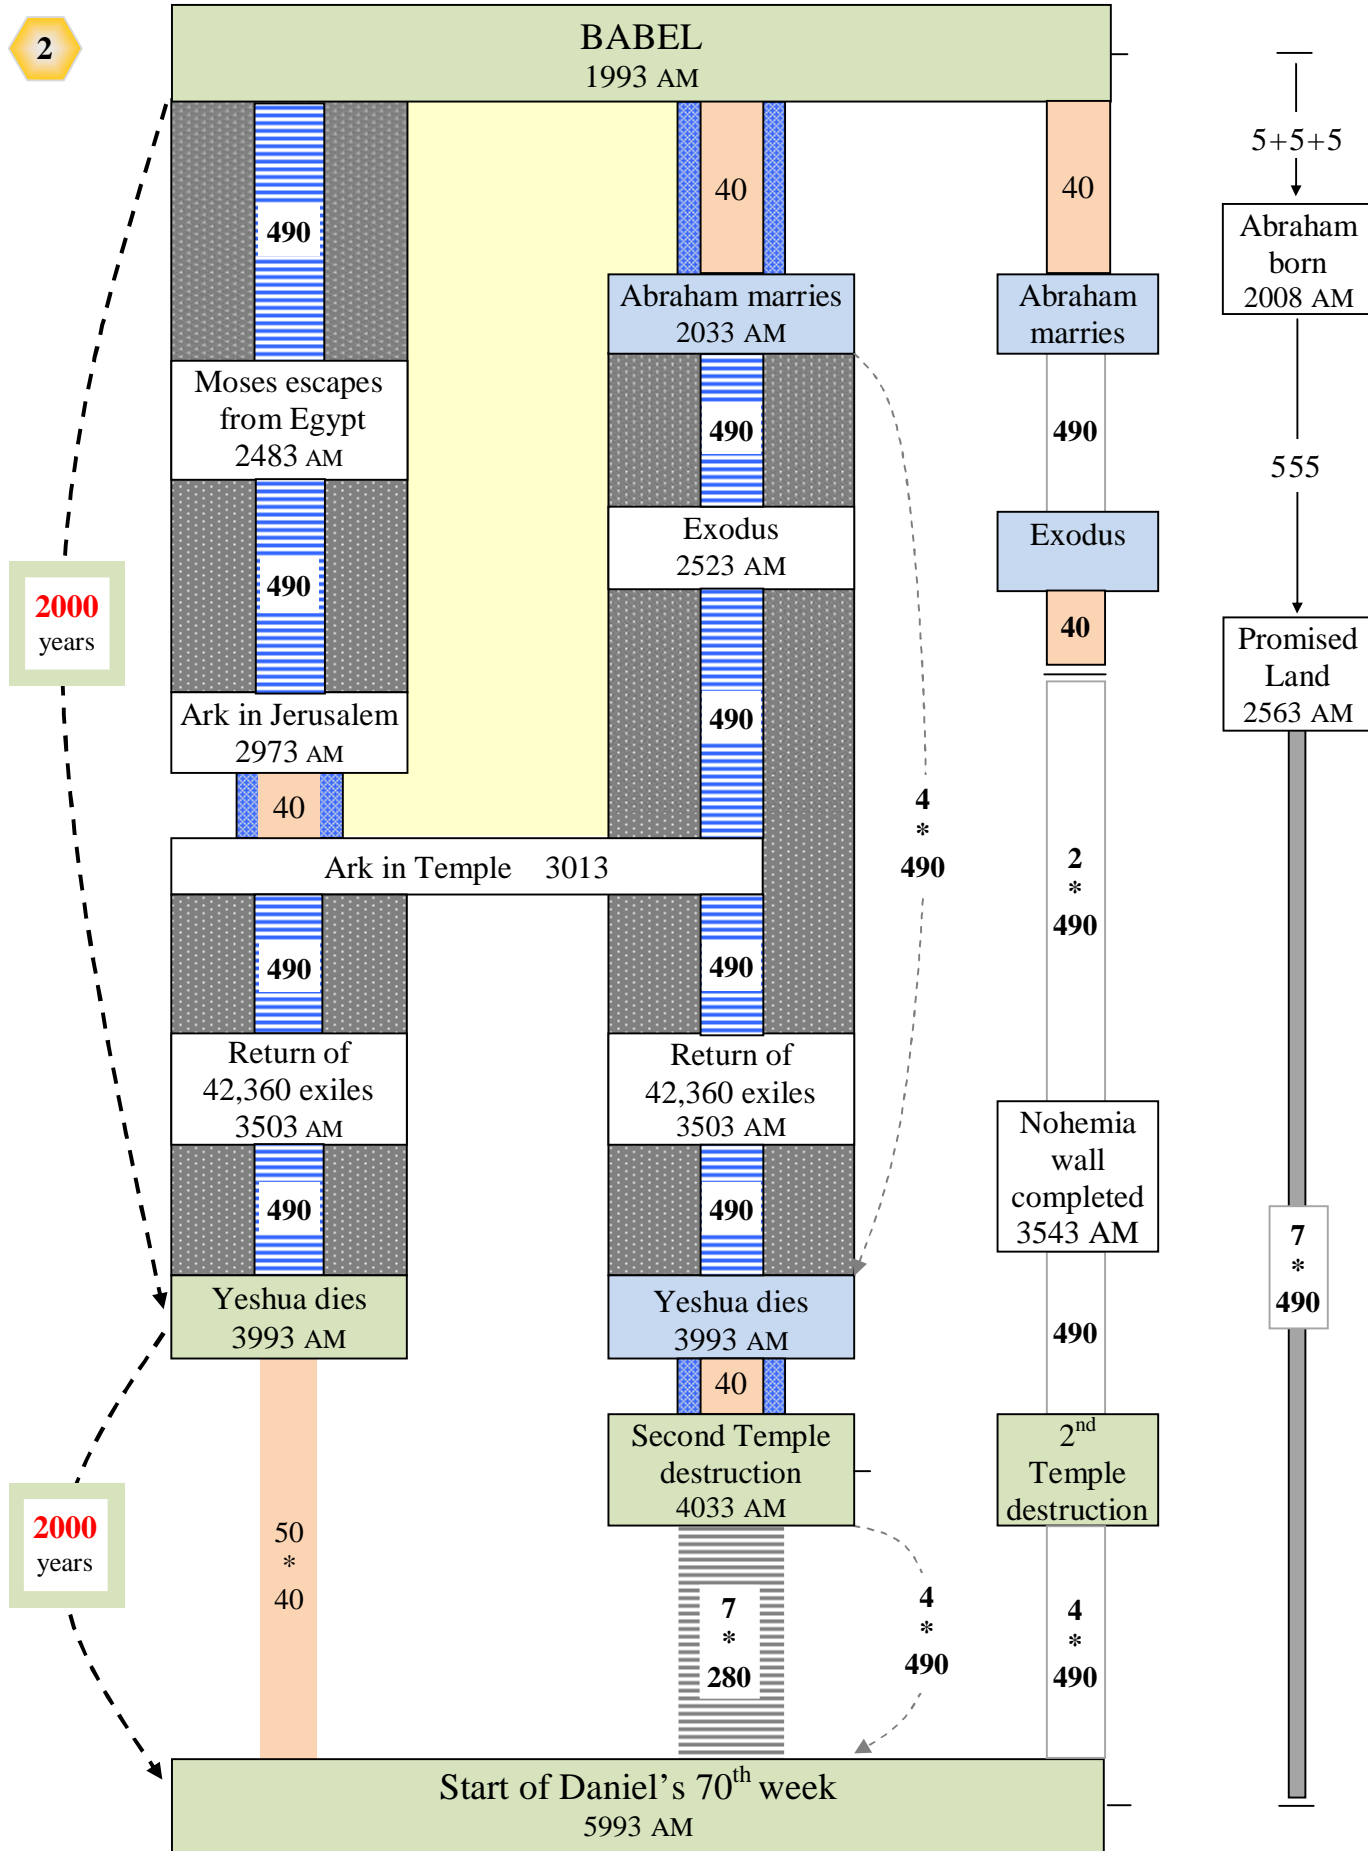 2
BABEL
1993 AM
490
Moses escapes
from Egypt
2483 AM
490
Ark in Jerusalem
2973 AM
40
Ark in Temple 3013
490
Return of
42,360 exiles
3503 AM
490
Yeshua dies
3993 AM
50
*
40
2000
years
2000
years
40
Abraham marries
2033 AM
490
Exodus
2523 AM
490
490
Return of
42,360 exiles
3503 AM
490
Yeshua dies
3993 AM
40
Second Temple
destruction
4033 AM
7
*
280
4
*
490
4
*
490
40
Abraham
marries
490
Exodus
40
2
*
490
Nohemia
wall
completed
3543 AM
490
2nd
Temple
destruction
4
*
490
5+5+5
Abraham
born
2008 AM
555
Promised
Land
2563 AM
7
*
490
Start of Daniel’s 70th week
5993 AM